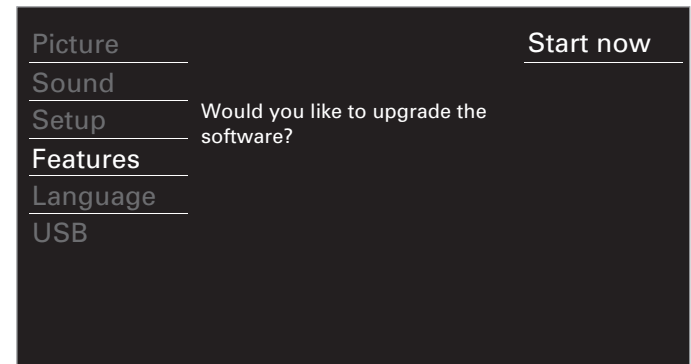 Picture
Sound
Setup
Features
Language
USB
Would you like to upgrade the
software?
Start now